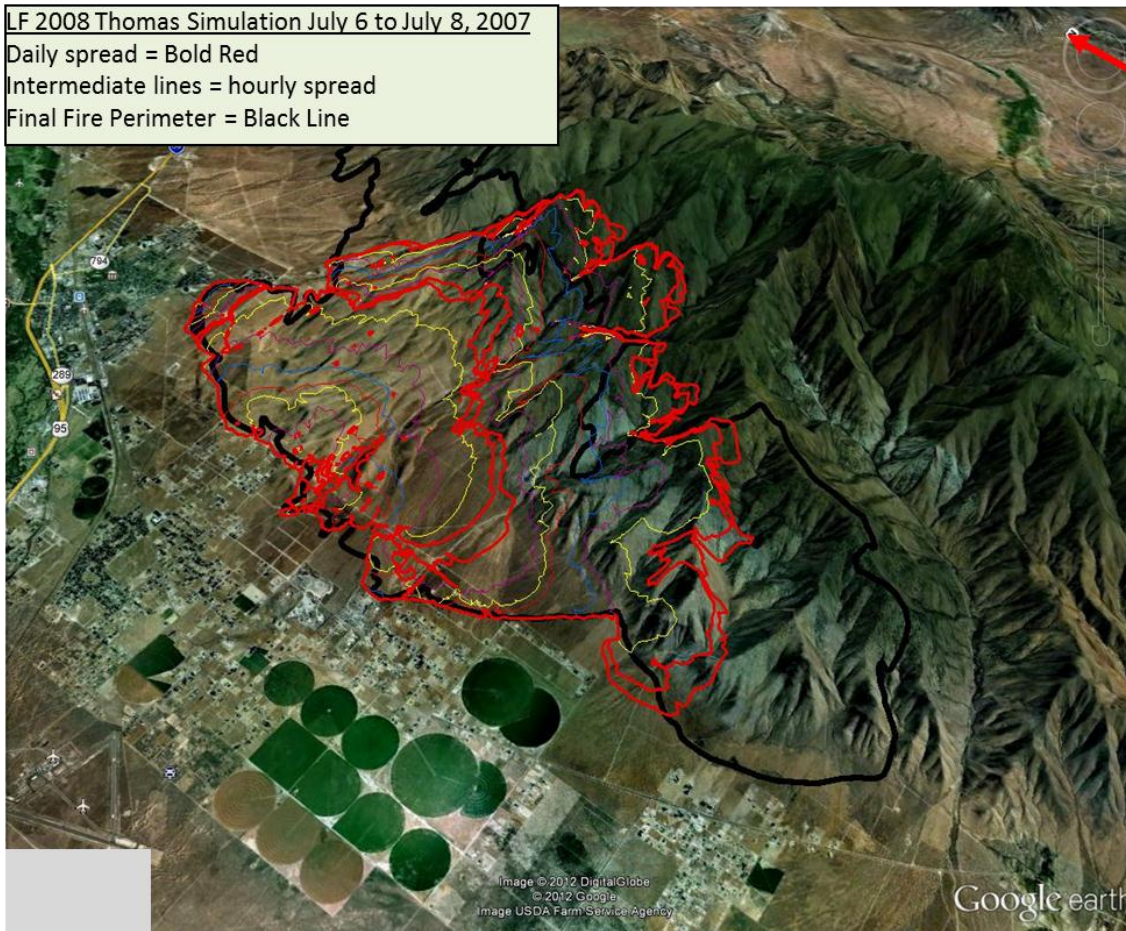 LF 2008 Thomas Simulation July 6 to July 8, 2007
Daily spread = Bold Red
Intermediate lines = hourly spread
Final Fire Perimeter = Black Line
794
289
95
Image © 2012 DigitalGlobe
© 2012 Google
Image USDA Farm Service Agency
Google earth